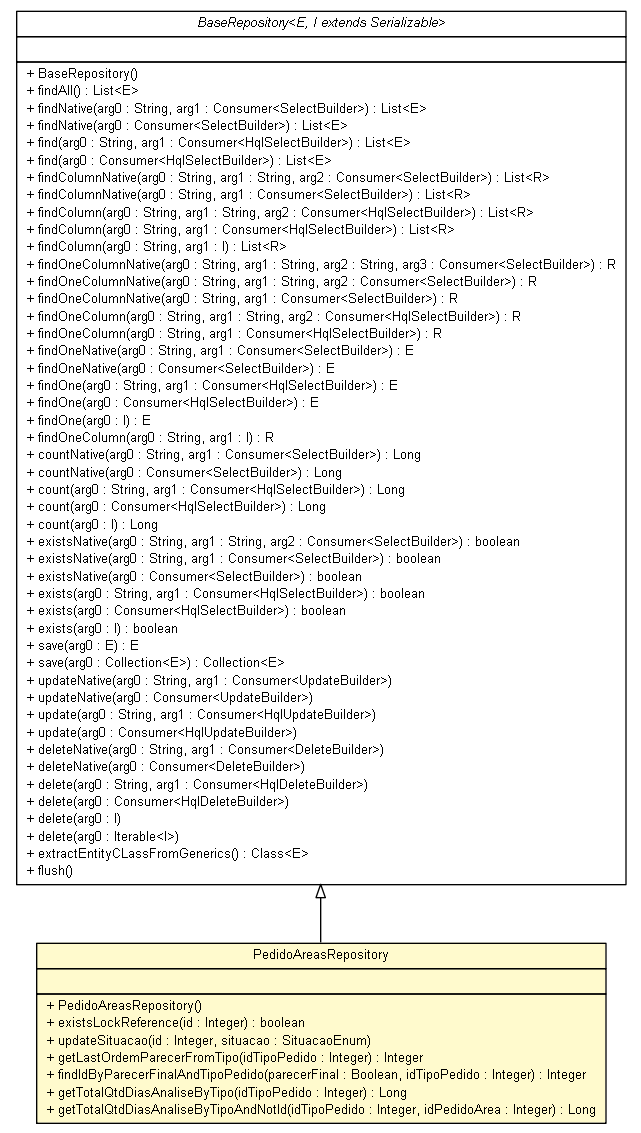 BaseRepository<E, I extends Serializable>
+ BaseRepository()
+ findAll() : List<E>
+ findNative(arg0 : String, arg1 : Consumer<SelectBuilder>) : List<E>
+ findNative(arg0 : Consumer<SelectBuilder>) : List<E>
+ find(arg0 : String, arg1 : Consumer<HqlSelectBuilder>) : List<E>
+ find(arg0 : Consumer<HqlSelectBuilder>) : List<E>
+ findColumnNative(arg0 : String, arg1 : String, arg2 : Consumer<SelectBuilder>) : List<R>
+ findColumnNative(arg0 : String, arg1 : Consumer<SelectBuilder>) : List<R>
+ findColumn(arg0 : String, arg1 : String, arg2 : Consumer<HqlSelectBuilder>) : List<R>
+ findColumn(arg0 : String, arg1 : Consumer<HqlSelectBuilder>) : List<R>
+ findColumn(arg0 : String, arg1 : I) : List<R>
+ findOneColumnNative(arg0 : String, arg1 : String, arg2 : String, arg3 : Consumer<SelectBuilder>) : R
+ findOneColumnNative(arg0 : String, arg1 : String, arg2 : Consumer<SelectBuilder>) : R
+ findOneColumnNative(arg0 : String, arg1 : Consumer<SelectBuilder>) : R
+ findOneColumn(arg0 : String, arg1 : String, arg2 : Consumer<HqlSelectBuilder>) : R
+ findOneColumn(arg0 : String, arg1 : Consumer<HqlSelectBuilder>) : R
+ findOneNative(arg0 : String, arg1 : Consumer<SelectBuilder>) : E
+ findOneNative(arg0 : Consumer<SelectBuilder>) : E
+ findOne(arg0 : String, arg1 : Consumer<HqlSelectBuilder>) : E
+ findOne(arg0 : Consumer<HqlSelectBuilder>) : E
+ findOne(arg0 : I) : E
+ findOneColumn(arg0 : String, arg1 : I) : R
+ countNative(arg0 : String, arg1 : Consumer<SelectBuilder>) : Long
+ countNative(arg0 : Consumer<SelectBuilder>) : Long
+ count(arg0 : String, arg1 : Consumer<HqlSelectBuilder>) : Long
+ count(arg0 : Consumer<HqlSelectBuilder>) : Long
+ count(arg0 : I) : Long
+ existsNative(arg0 : String, arg1 : String, arg2 : Consumer<SelectBuilder>) : boolean
+ existsNative(arg0 : String, arg1 : Consumer<SelectBuilder>) : boolean
+ existsNative(arg0 : Consumer<SelectBuilder>) : boolean
+ exists(arg0 : String, arg1 : Consumer<HqlSelectBuilder>) : boolean
+ exists(arg0 : Consumer<HqlSelectBuilder>) : boolean
+ exists(arg0 : I) : boolean
+ save(arg0 : E) : E
+ save(arg0 : Collection<E>) : Collection<E>
+ updateNative(arg0 : String, arg1 : Consumer<UpdateBuilder>)
+ updateNative(arg0 : Consumer<UpdateBuilder>)
+ update(arg0 : String, arg1 : Consumer<HqlUpdateBuilder>)
+ update(arg0 : Consumer<HqlUpdateBuilder>)
+ deleteNative(arg0 : String, arg1 : Consumer<DeleteBuilder>)
+ deleteNative(arg0 : Consumer<DeleteBuilder>)
+ delete(arg0 : String, arg1 : Consumer<HqlDeleteBuilder>)
+ delete(arg0 : Consumer<HqlDeleteBuilder>)
+ delete(arg0 : I)
+ delete(arg0 : Iterable<I>)
+ extractEntityCLassFromGenerics() : Class<E>
+ flush()
PedidoAreasRepository
+ PedidoAreasRepository()
+ existsLockReference(id : Integer) : boolean
+ updateSituacao(id : Integer, situacao : SituacaoEnum)
+ getLastOrdemParecerFromTipo(idTipoPedido : Integer) : Integer
+ findIdByParecerFinalAndTipoPedido(parecerFinal : Boolean, idTipoPedido : Integer) : Integer
+ getTotalQtdDiasAnaliseByTipo(idTipoPedido : Integer) : Long
+ getTotalQtdDiasAnaliseByTipoAndNotId(idTipoPedido : Integer, idPedidoArea : Integer) : Long